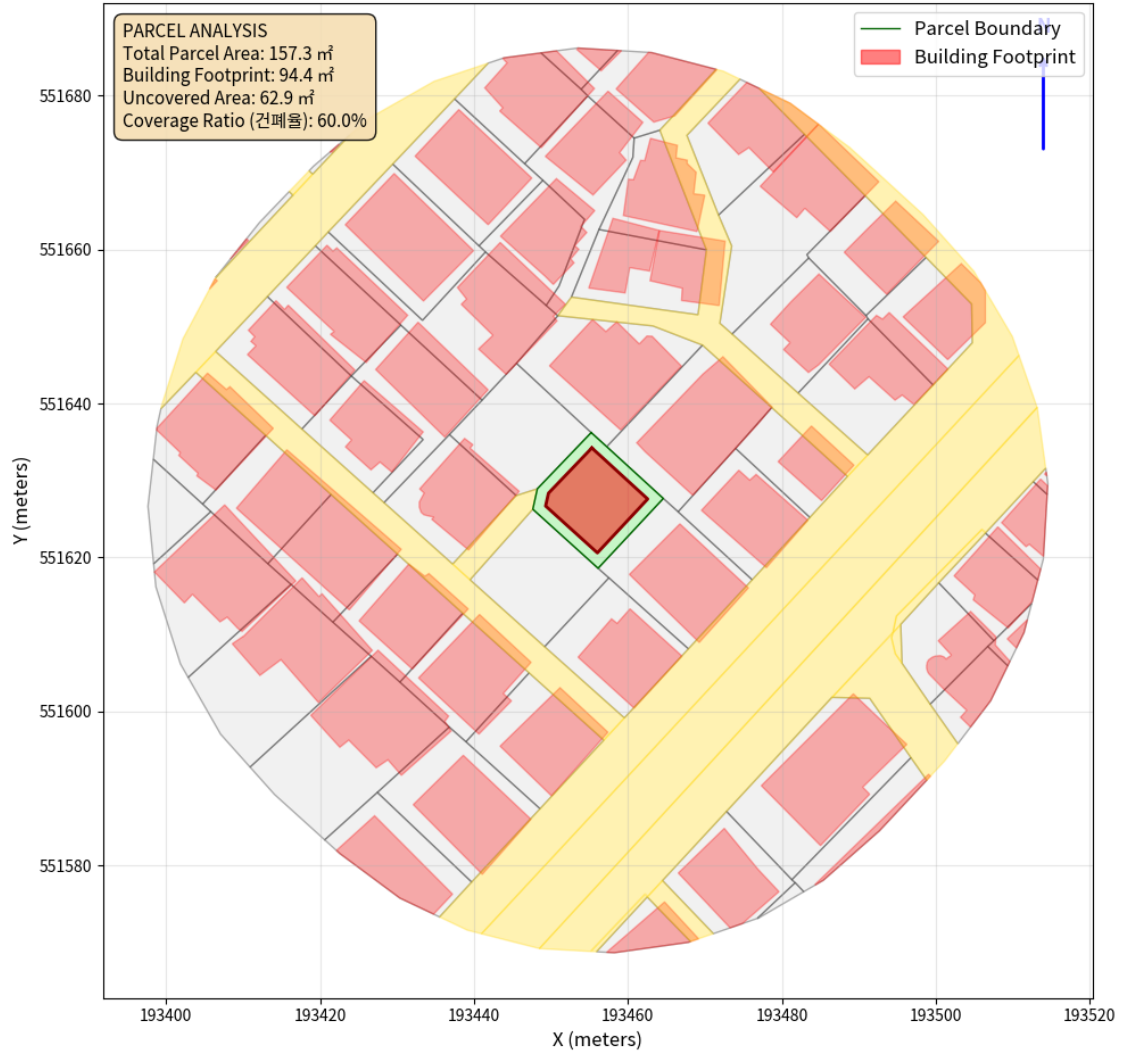 PARCEL ANALYSIS
Total Parcel Area: 157.3 ㎡
Building Footprint: 94.4 ㎡
Uncovered Area: 62.9 ㎡
Coverage Ratio (건폐율): 60.0%
N
Parcel Boundary
Building Footprint
551680
551660
551640
551620
551600
551580
Y (meters)
193400 193420 193440 193460 193480 193500 193520
X (meters)